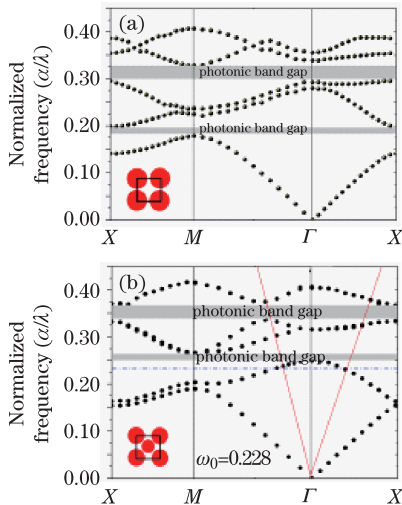 (a)
Normalized
frequency (a/λ)
0.40
0.30
0.20
0.10
0.00
photonic band gap
photonic band gap
X M Γ X
(b)
Normalized
frequency (a/λ)
0.40
0.30
0.20
0.10
0.00
photonic band gap
photonic band gap
ω₀=0.228
X M Γ X